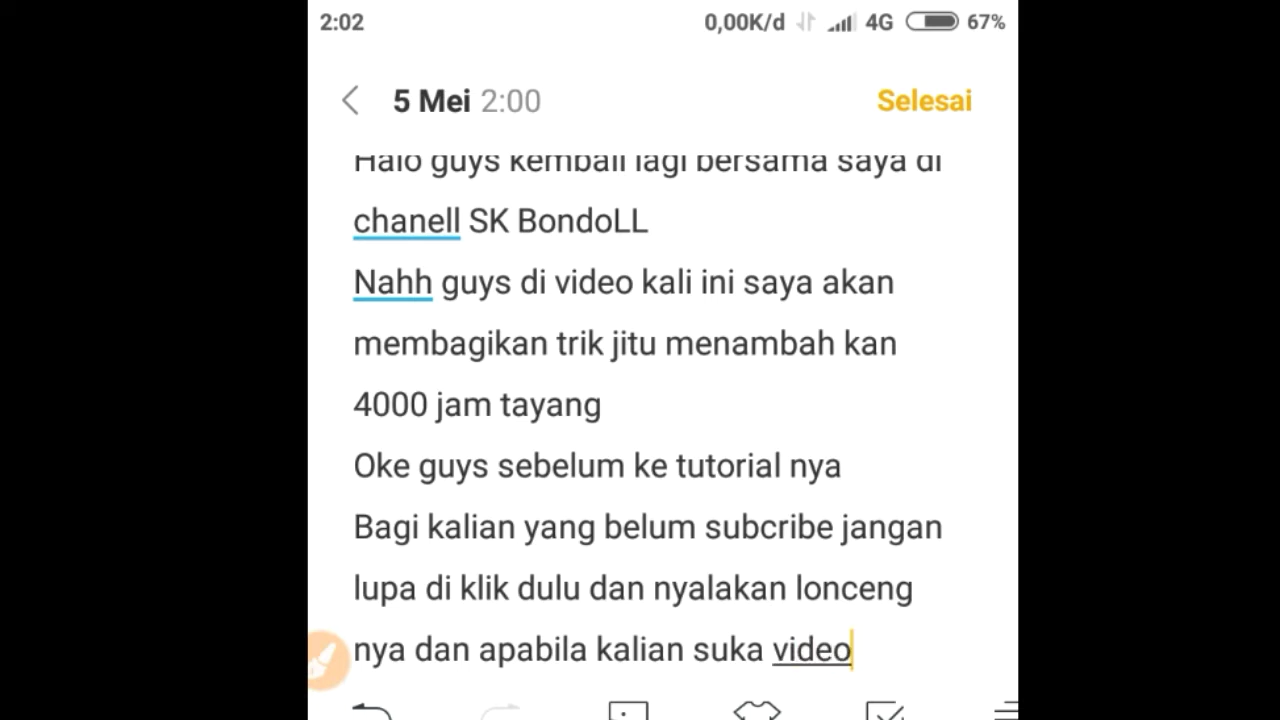 2:02 0,00K/d 4G 67%
5 Mei 2:00 Selesai
Halo guys kembali lagi bersama saya di
chanell SK BondoLL
Nahh guys di video kali ini saya akan
membagikan trik jitu menambah kan
4000 jam tayang
Oke guys sebelum ke tutorial nya
Bagi kalian yang belum subcribe jangan
lupa di klik dulu dan nyalakan lonceng
nya dan apabila kalian suka video